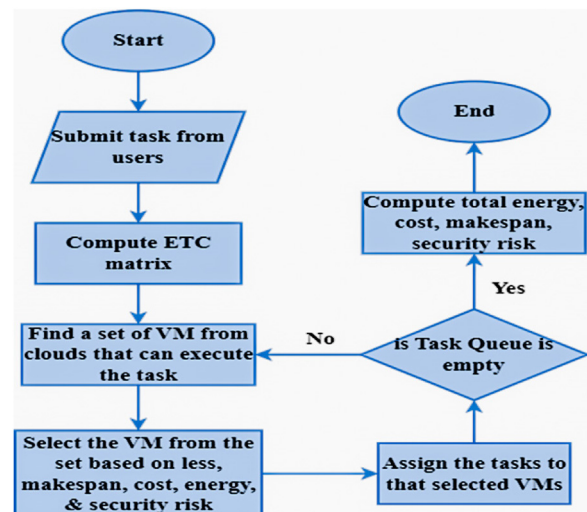 Start
Submit task from
users
Compute ETC
matrix
Find a set of VM from
clouds that can execute
the task
Select the VM from the
set based on less,
makespan, cost, energy,
& security risk
Assign the tasks to
that selected VMs
is Task Queue is
empty
No
Yes
Compute total energy,
cost, makespan,
security risk
End